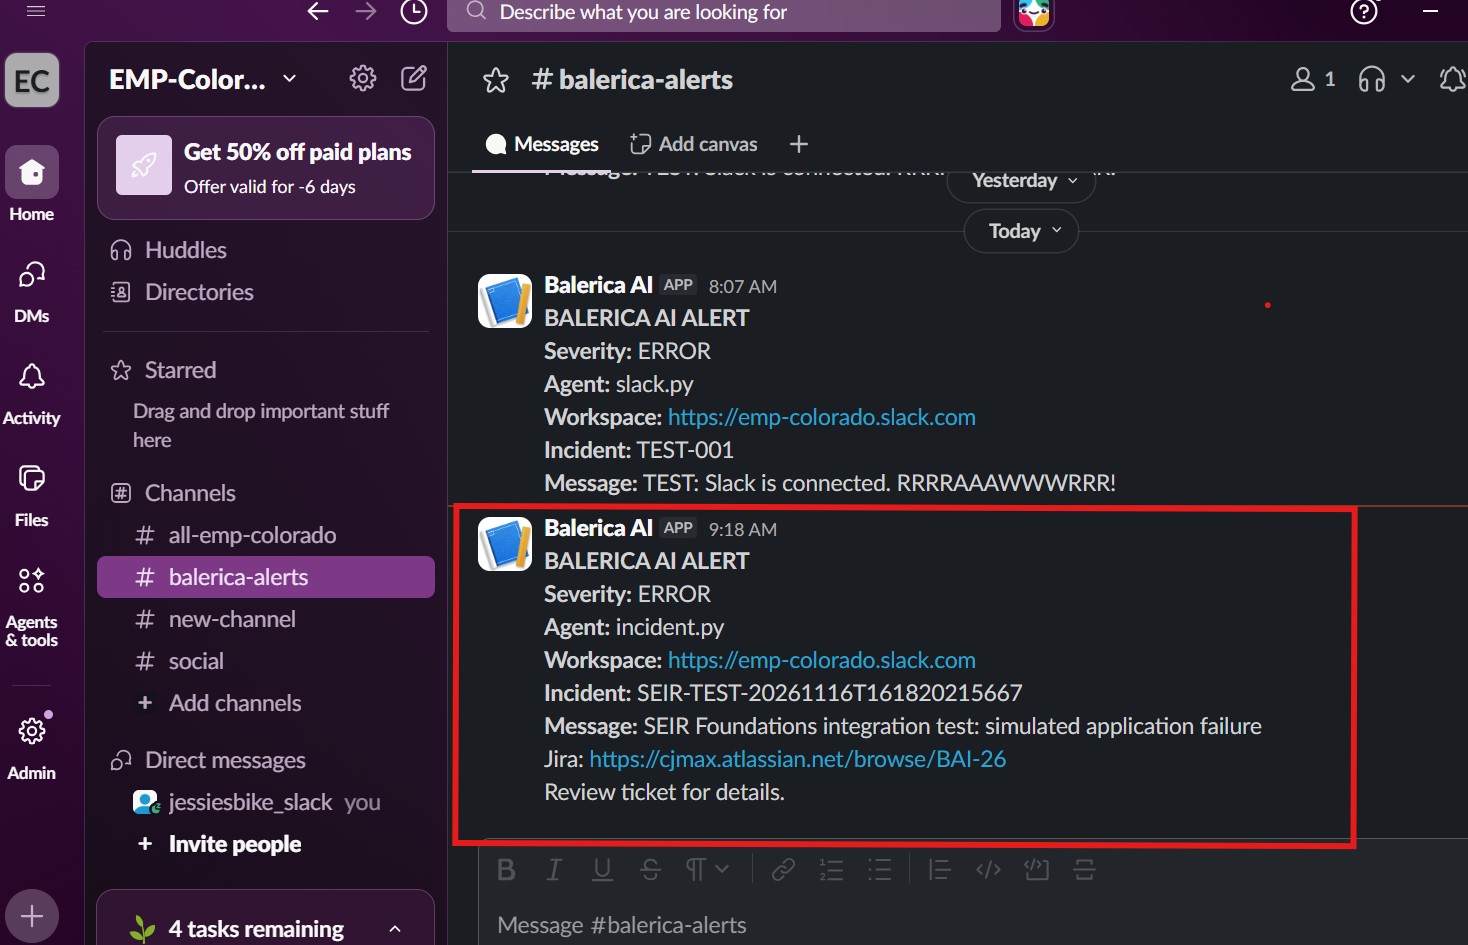 Describe what you are looking for
EC
EMP-Color...
Get 50% off paid plans
Offer valid for -6 days
Home
DMs
Activity
Files
Agents
& tools
Admin
Huddles
Directories
Starred
Drag and drop important stuff
here
Channels
# all-emp-colorado
# balerica-alerts
# new-channel
# social
+ Add channels
Direct messages
jessiesbike_slack you
+ Invite people
4 tasks remaining
# balerica-alerts
1
Messages
Add canvas
+
Yesterday
Today
Balerica AI APP 8:07 AM
BALERICA AI ALERT
Severity: ERROR
Agent: slack.py
Workspace: https://emp-colorado.slack.com
Incident: TEST-001
Message: TEST: Slack is connected. RRRRAAAWWWRRR!
Balerica AI APP 9:18 AM
BALERICA AI ALERT
Severity: ERROR
Agent: incident.py
Workspace: https://emp-colorado.slack.com
Incident: SEIR-TEST-20261116T161820215667
Message: SEIR Foundations integration test: simulated application failure
Jira: https://cjmax.atlassian.net/browse/BAI-26
Review ticket for details.
B I U S
Message #balerica-alerts